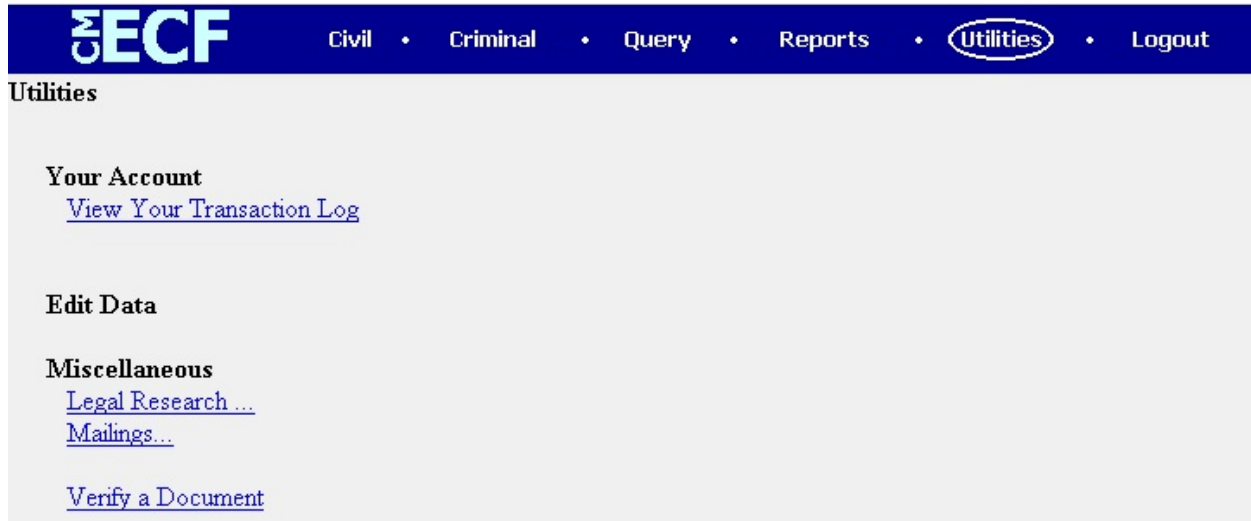 CM ECF Civil • Criminal • Query • Reports • Utilities • Logout
Utilities
Your Account
View Your Transaction Log
Edit Data
Miscellaneous
Legal Research ...
Mailings...
Verify a Document